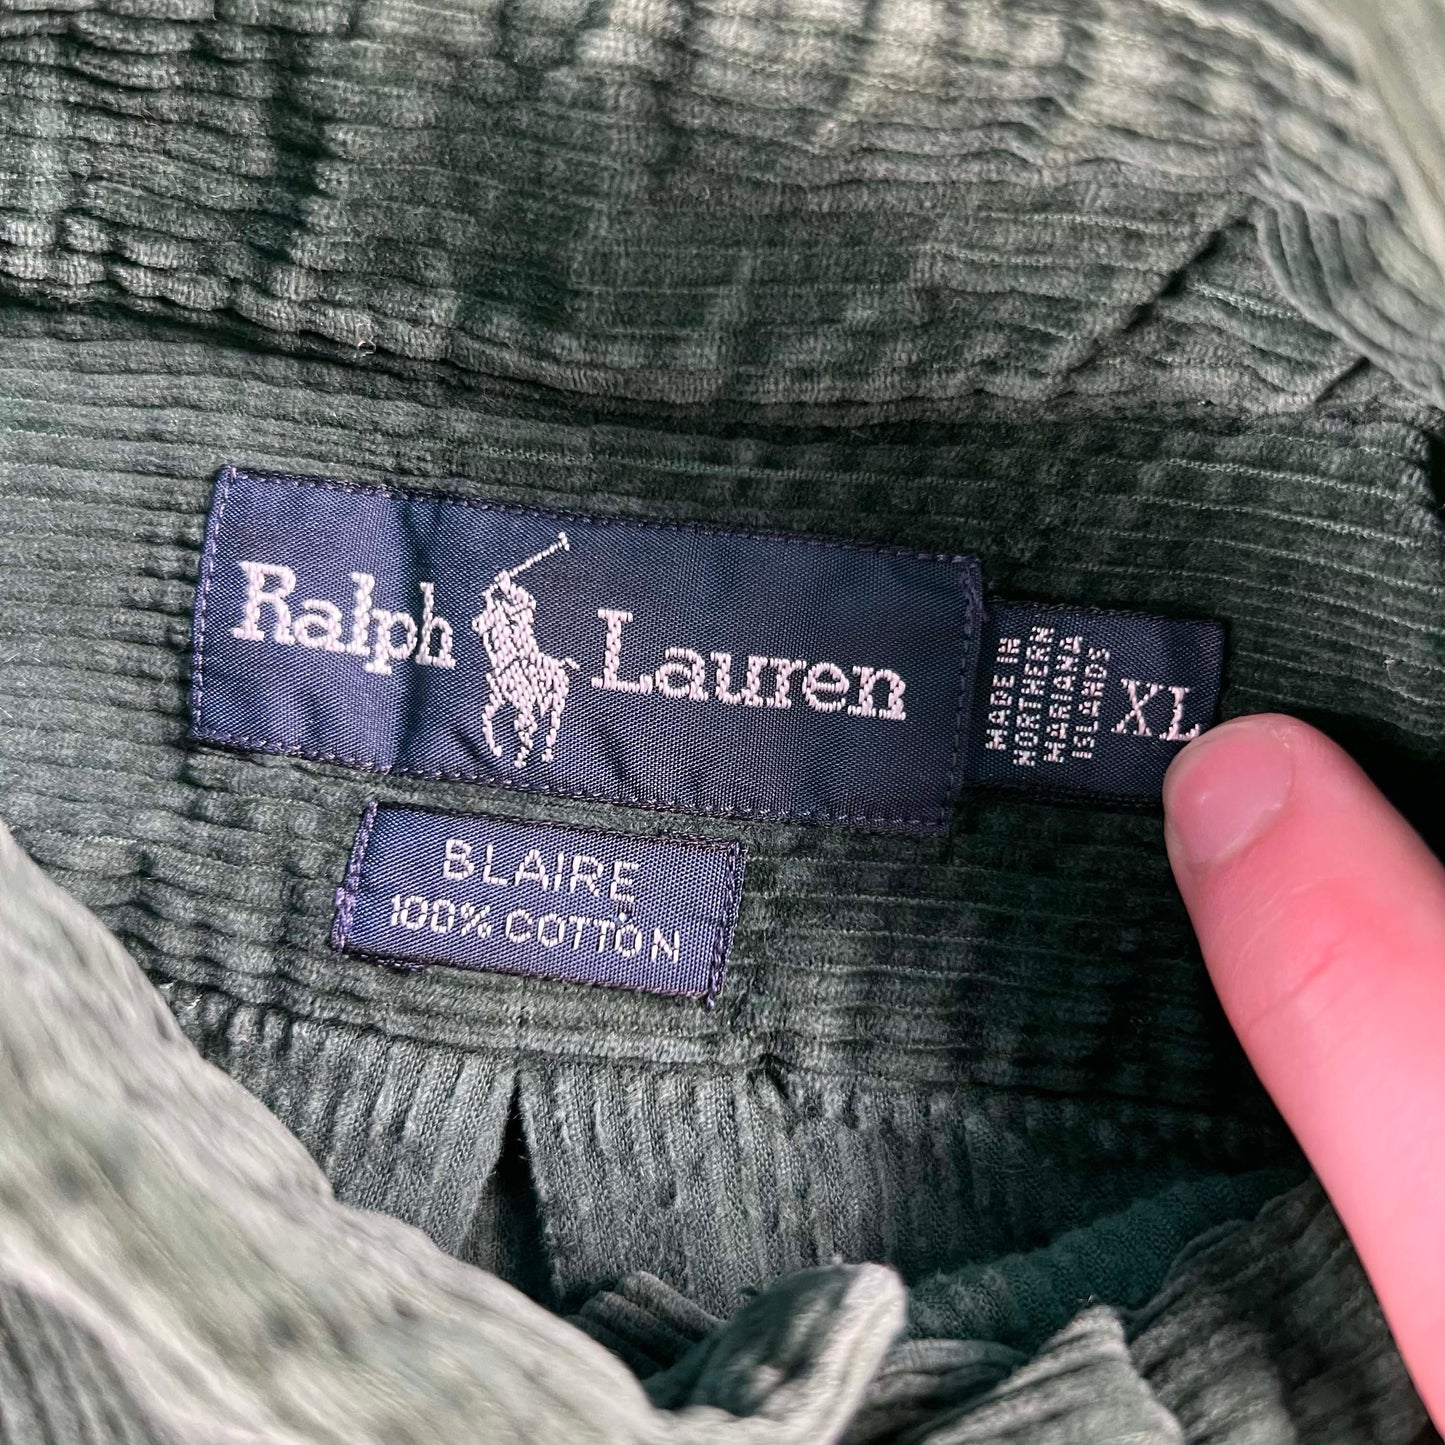 Ralph Lauren
MADE IN
NORTHERN
MARIANA
ISLANDS
XL
BLAIRE
100% COTTON